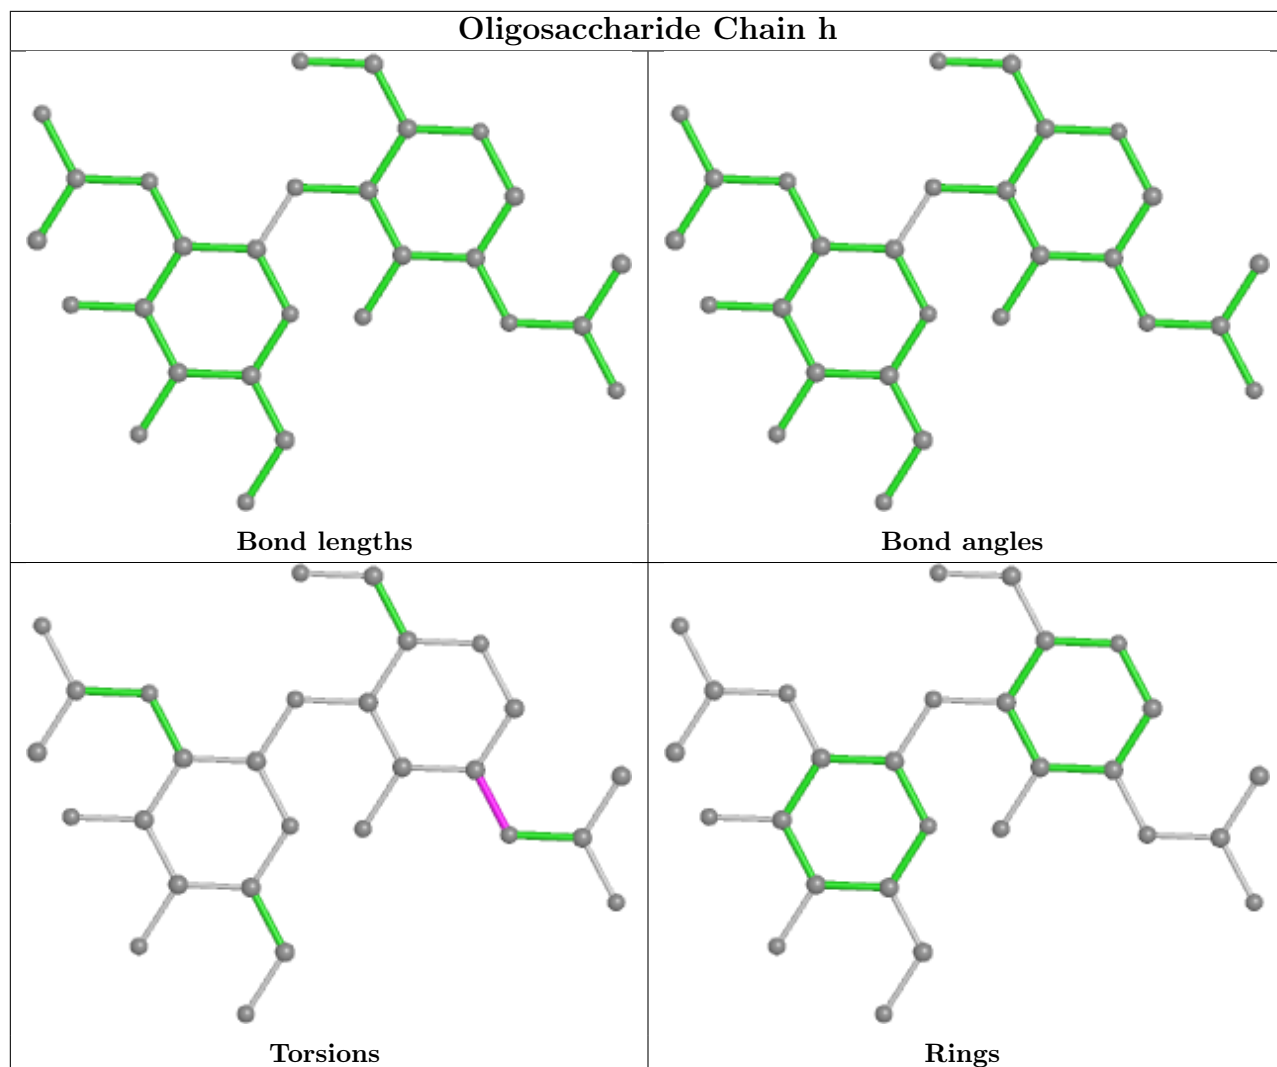 Oligosaccharide Chain h
Bond lengths
Bond angles
Torsions
Rings